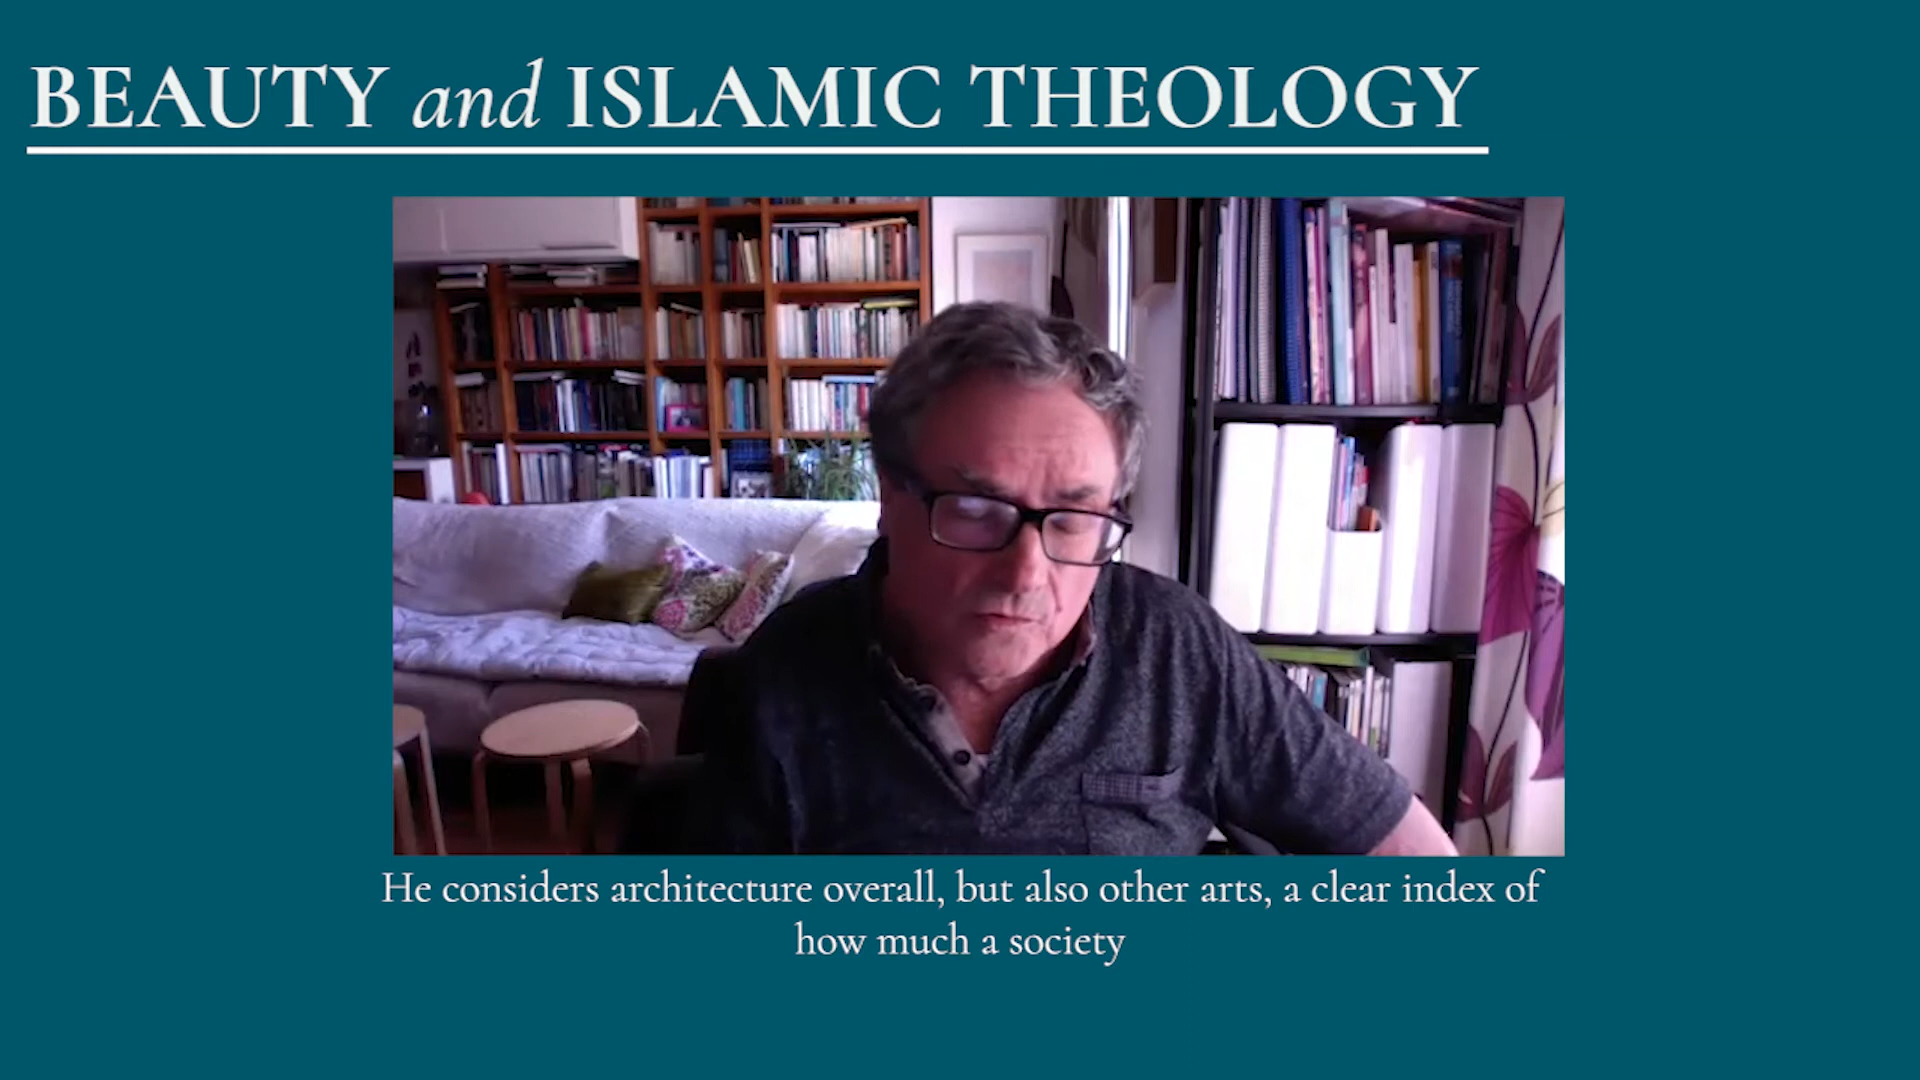 BEAUTY and ISLAMIC THEOLOGY
He considers architecture overall, but also other arts, a clear index of
how much a society